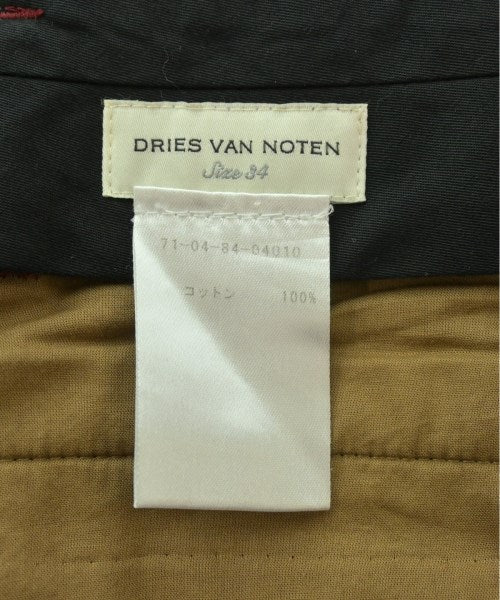 DRIES VAN NOTEN
Size 34
71-04-84-04010
コットン 100%